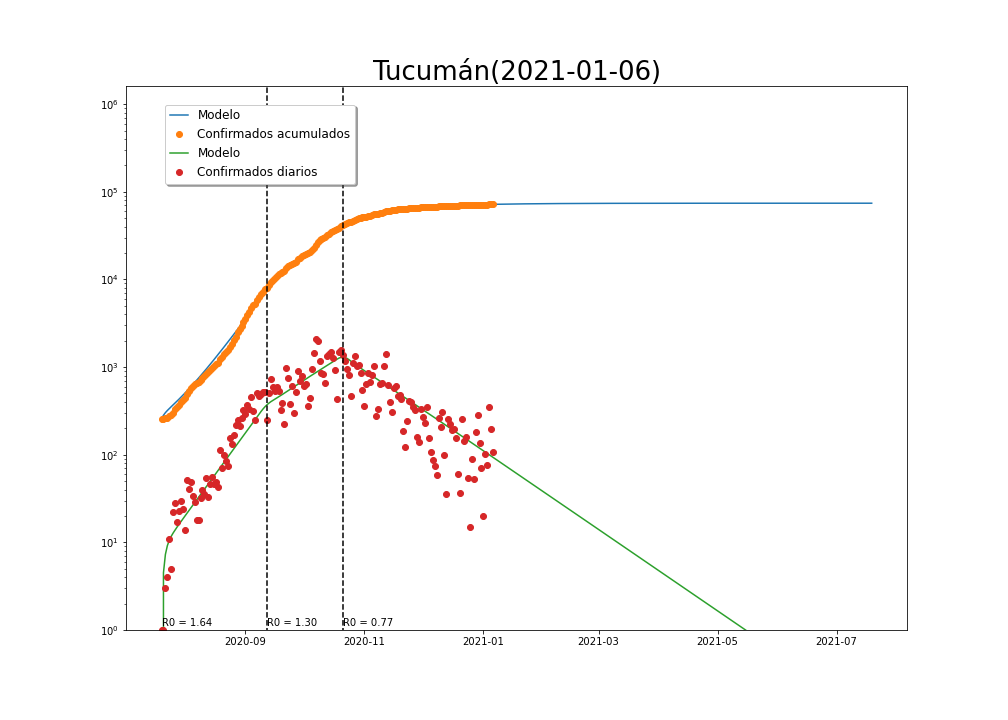 Tucumán(2021-01-06)
Modelo
Confirmados acumulados
Modelo
Confirmados diarios
10^6
10^5
10^4
10^3
10^2
10^1
10^0
R0 = 1.64 R0 = 1.30 R0 = 0.77
2020-09 2020-11 2021-01 2021-03 2021-05 2021-07